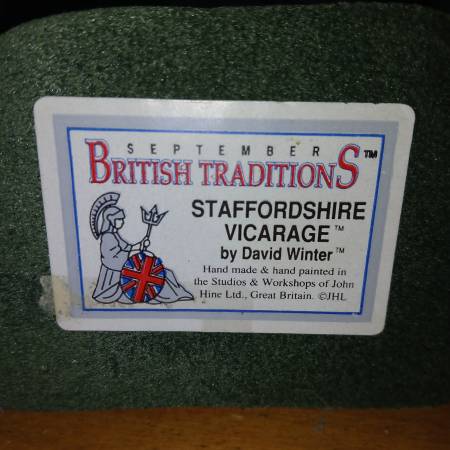 SEPTEMBER
BRITISH TRADITIONS™
STAFFORDSHIRE
VICARAGE™
by David Winter™
Hand made & hand painted in
the Studios & Workshops of John
Hine Ltd., Great Britain. ©JHL